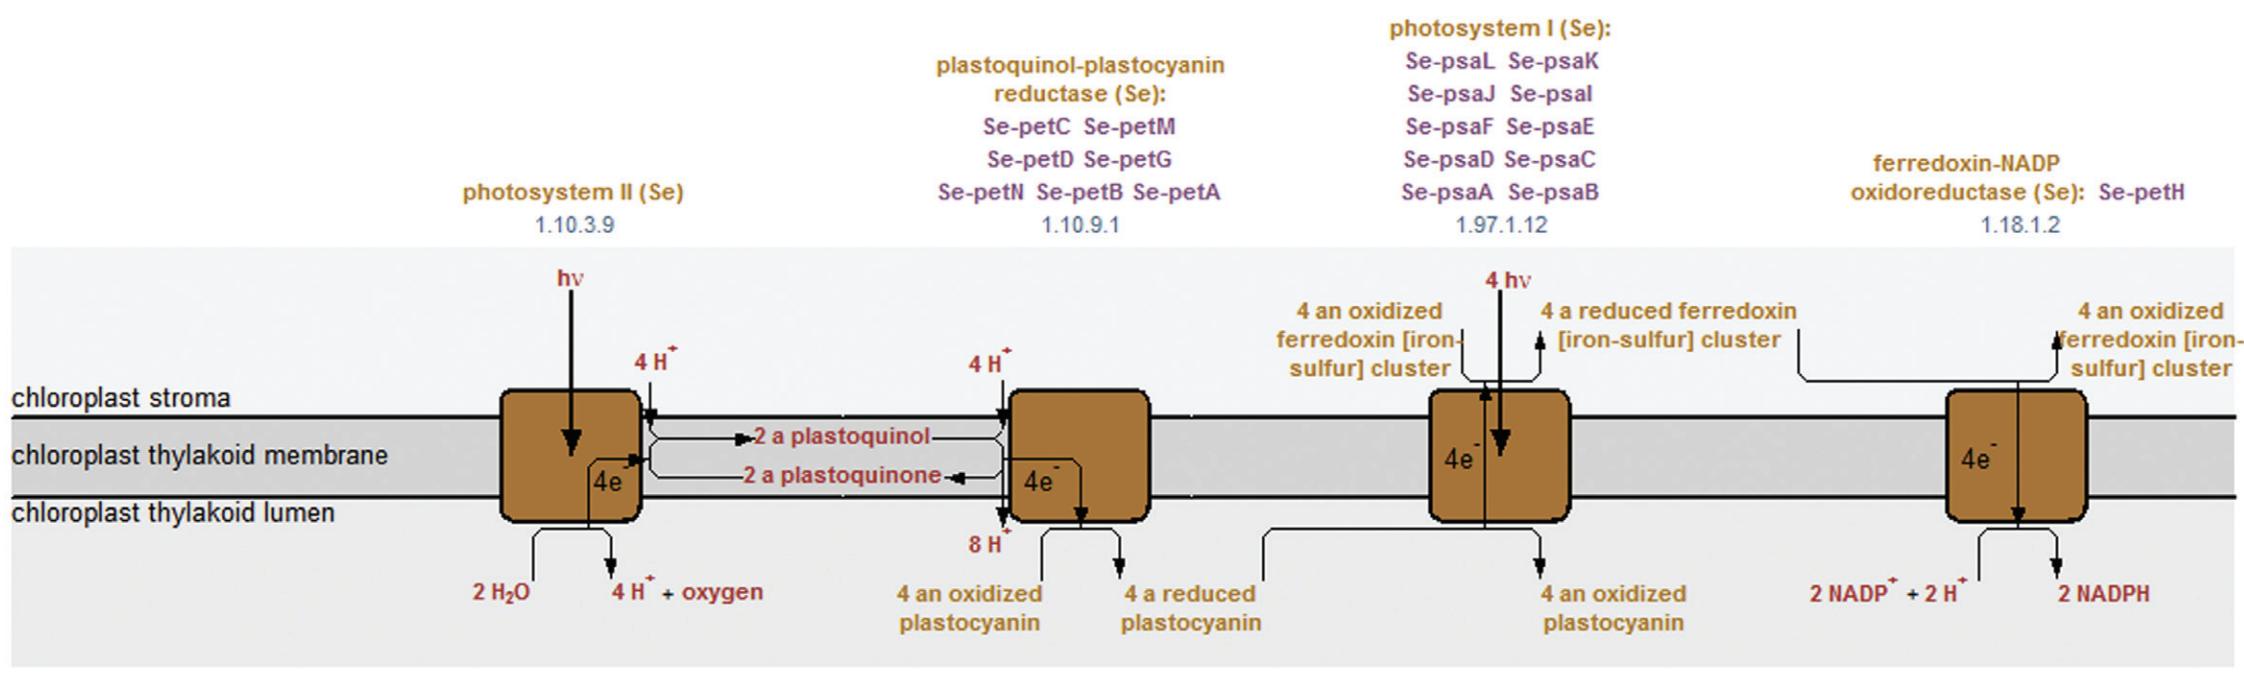 photosystem II (Se)
1.10.3.9
plastoquinol-plastocyanin
reductase (Se):
Se-petC Se-petM
Se-petD Se-petG
Se-petN Se-petB Se-petA
1.10.9.1
photosystem I (Se):
Se-psaL Se-psaK
Se-psaJ Se-psaI
Se-psaF Se-psaE
Se-psaD Se-psaC
Se-psaA Se-psaB
1.97.1.12
ferredoxin-NADP
oxidoreductase (Se): Se-petH
1.18.1.2
hν
4 hν
4 an oxidized
ferredoxin [iron-
sulfur] cluster
4 a reduced ferredoxin
[iron-sulfur] cluster
4 an oxidized
ferredoxin [iron-
sulfur] cluster
4 H⁺
4 H⁺
chloroplast stroma
chloroplast thylakoid membrane
chloroplast thylakoid lumen
2 a plastoquinol
2 a plastoquinone
4e⁻
4e⁻
4e⁻
4e⁻
8 H⁺
2 H₂O
4 H⁺ + oxygen
4 an oxidized
plastocyanin
4 a reduced
plastocyanin
4 an oxidized
plastocyanin
2 NADP⁺ + 2 H⁺
2 NADPH